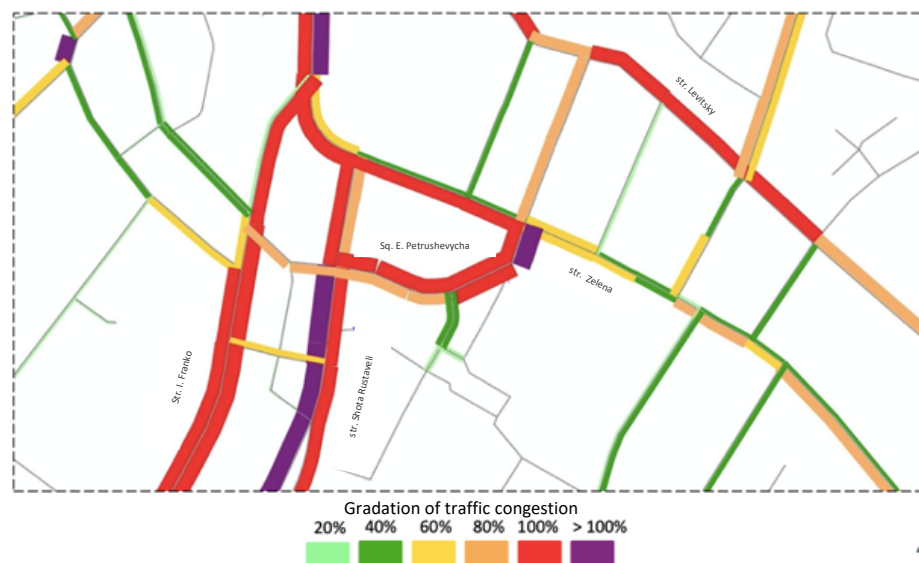 str. Levitsky
Sq. E. Petrushevycha
str. Zelena
Str. I. Franko
str. Shota Rustaveli
Gradation of traffic congestion
20% 40% 60% 80% 100% > 100%